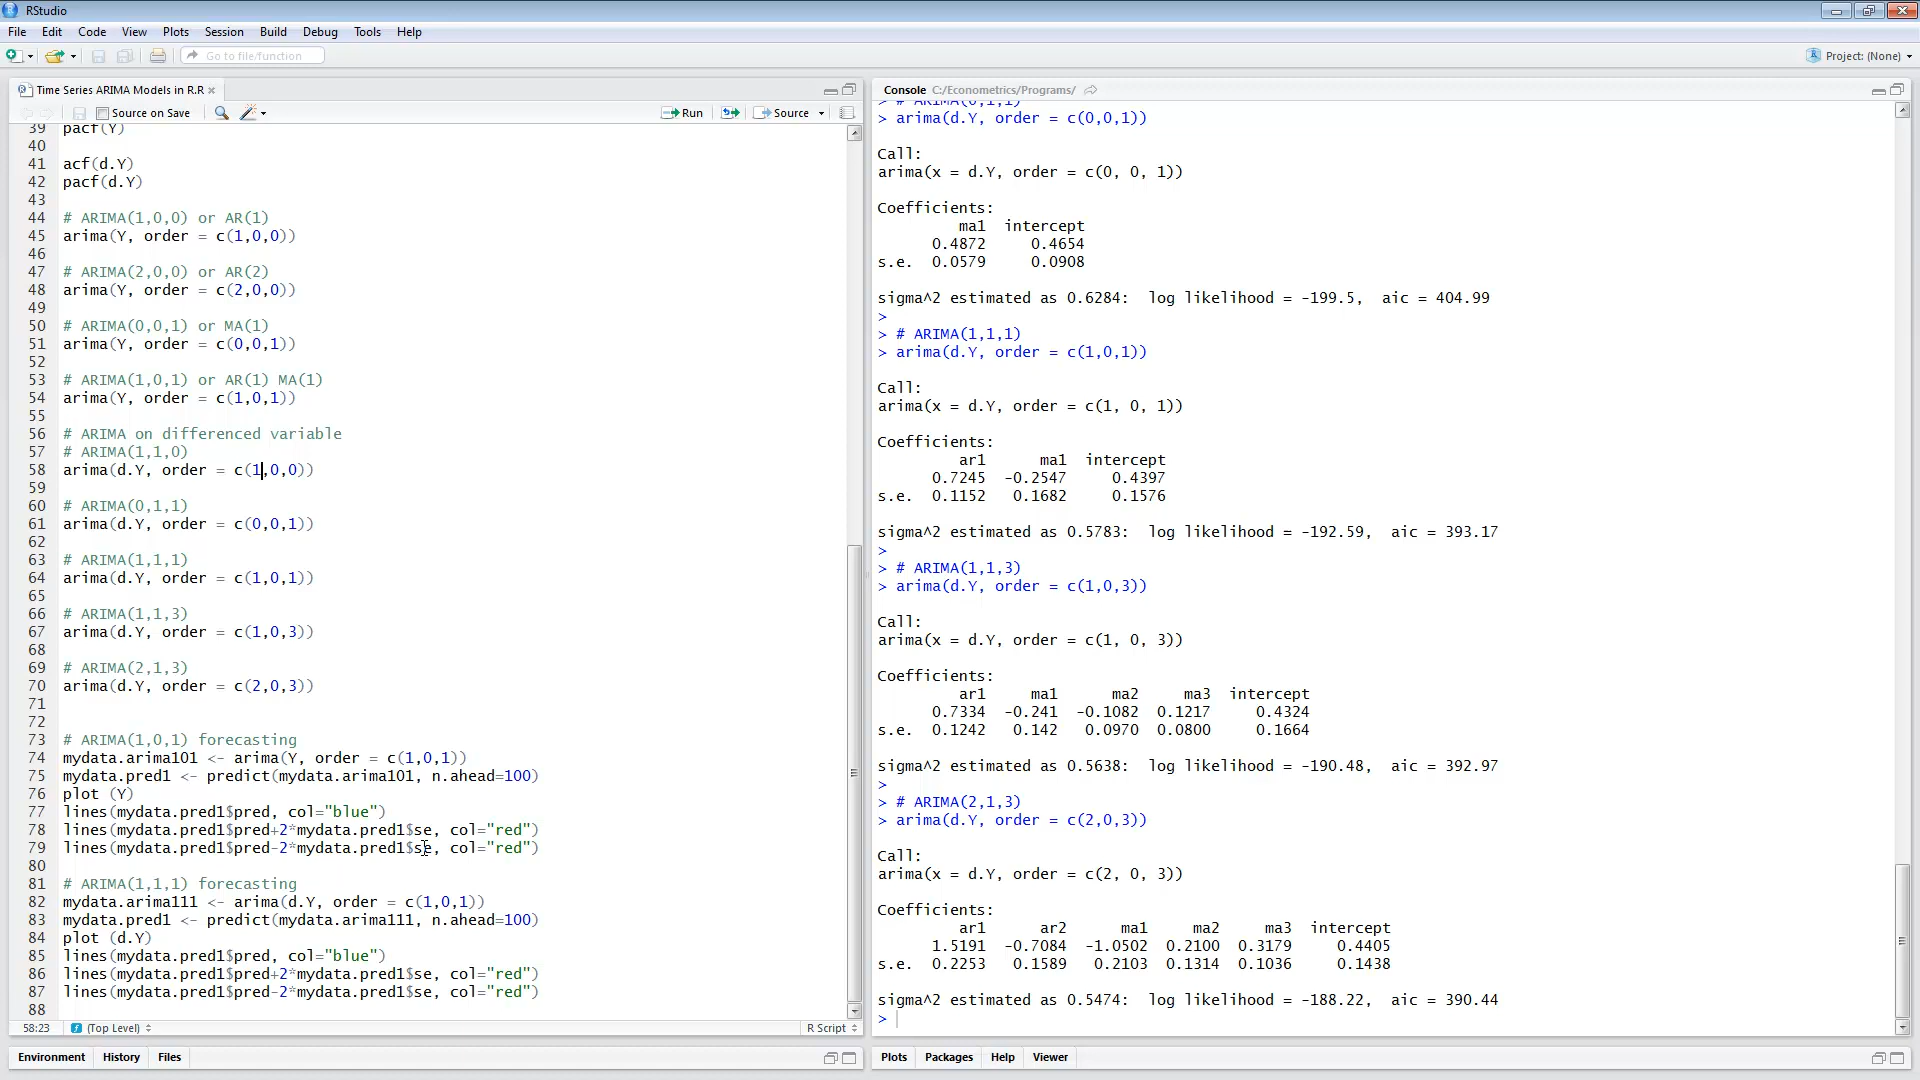 RStudio
File Edit Code View Plots Session Build Debug Tools Help
Go to file/function
Project: (None)
Time Series ARIMA Models in R.R
Source on Save
Run
Source
39 pacf(Y)
40
41 acf(d.Y)
42 pacf(d.Y)
43
44 # ARIMA(1,0,0) or AR(1)
45 arima(Y, order = c(1,0,0))
46
47 # ARIMA(2,0,0) or AR(2)
48 arima(Y, order = c(2,0,0))
49
50 # ARIMA(0,0,1) or MA(1)
51 arima(Y, order = c(0,0,1))
52
53 # ARIMA(1,0,1) or AR(1) MA(1)
54 arima(Y, order = c(1,0,1))
55
56 # ARIMA on differenced variable
57 # ARIMA(1,1,0)
58 arima(d.Y, order = c(1,0,0))
59
60 # ARIMA(0,1,1)
61 arima(d.Y, order = c(0,0,1))
62
63 # ARIMA(1,1,1)
64 arima(d.Y, order = c(1,0,1))
65
66 # ARIMA(1,1,3)
67 arima(d.Y, order = c(1,0,3))
68
69 # ARIMA(2,1,3)
70 arima(d.Y, order = c(2,0,3))
71
72
73 # ARIMA(1,0,1) forecasting
74 mydata.arima101 <- arima(Y, order = c(1,0,1))
75 mydata.pred1 <- predict(mydata.arima101, n.ahead=100)
76 plot (Y)
77 lines(mydata.pred1$pred, col="blue")
78 lines(mydata.pred1$pred+2*mydata.pred1$se, col="red")
79 lines(mydata.pred1$pred-2*mydata.pred1$se, col="red")
80
81 # ARIMA(1,1,1) forecasting
82 mydata.arima111 <- arima(d.Y, order = c(1,0,1))
83 mydata.pred1 <- predict(mydata.arima111, n.ahead=100)
84 plot (d.Y)
85 lines(mydata.pred1$pred, col="blue")
86 lines(mydata.pred1$pred+2*mydata.pred1$se, col="red")
87 lines(mydata.pred1$pred-2*mydata.pred1$se, col="red")
88
58:23 (Top Level) R Script
Environment History Files
Console C:/Econometrics/Programs/
> # ARIMA(0,1,1)
> arima(d.Y, order = c(0,0,1))
Call:
arima(x = d.Y, order = c(0, 0, 1))
Coefficients:
ma1 intercept
0.4872 0.4654
s.e. 0.0579 0.0908
sigma^2 estimated as 0.6284: log likelihood = -199.5, aic = 404.99
>
> # ARIMA(1,1,1)
> arima(d.Y, order = c(1,0,1))
Call:
arima(x = d.Y, order = c(1, 0, 1))
Coefficients:
ar1 ma1 intercept
0.7245 -0.2547 0.4397
s.e. 0.1152 0.1682 0.1576
sigma^2 estimated as 0.5783: log likelihood = -192.59, aic = 393.17
>
> # ARIMA(1,1,3)
> arima(d.Y, order = c(1,0,3))
Call:
arima(x = d.Y, order = c(1, 0, 3))
Coefficients:
ar1 ma1 ma2 ma3 intercept
0.7334 -0.241 -0.1082 0.1217 0.4324
s.e. 0.1242 0.142 0.0970 0.0800 0.1664
sigma^2 estimated as 0.5638: log likelihood = -190.48, aic = 392.97
>
> # ARIMA(2,1,3)
> arima(d.Y, order = c(2,0,3))
Call:
arima(x = d.Y, order = c(2, 0, 3))
Coefficients:
ar1 ar2 ma1 ma2 ma3 intercept
1.5191 -0.7084 -1.0502 0.2100 0.3179 0.4405
s.e. 0.2253 0.1589 0.2103 0.1314 0.1036 0.1438
sigma^2 estimated as 0.5474: log likelihood = -188.22, aic = 390.44
>
Plots Packages Help Viewer